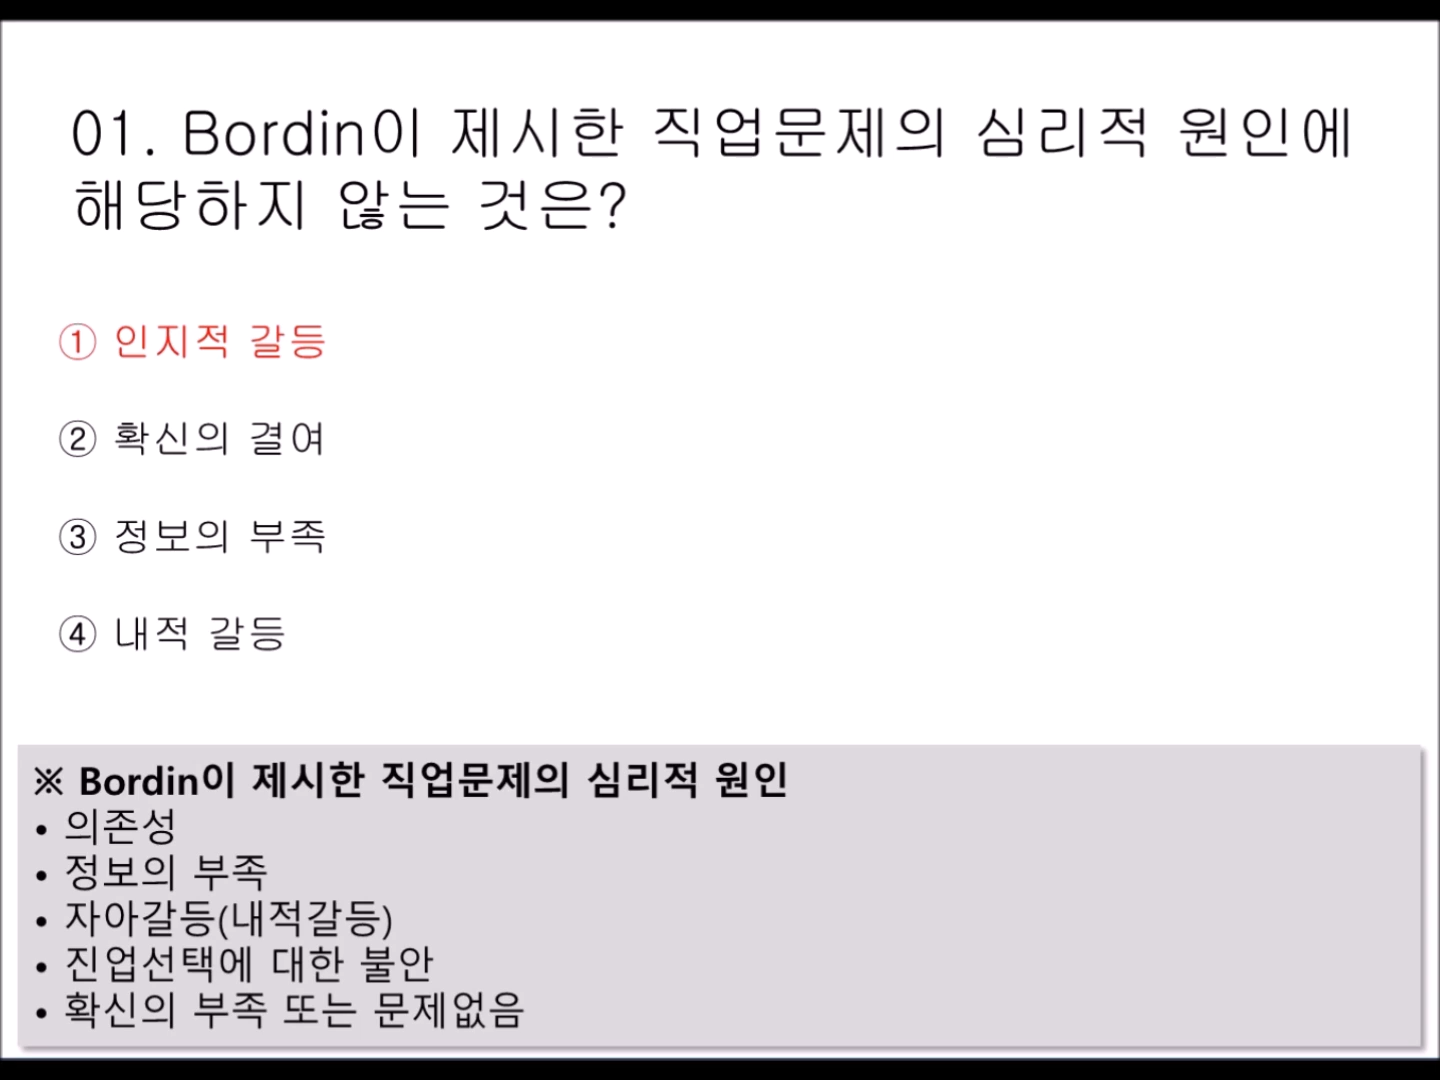 01. Bordin이 제시한 직업문제의 심리적 원인에
해당하지 않는 것은?
① 인지적 갈등
② 확신의 결여
③ 정보의 부족
④ 내적 갈등
※ Bordin이 제시한 직업문제의 심리적 원인
• 의존성
• 정보의 부족
• 자아갈등(내적갈등)
• 진업선택에 대한 불안
• 확신의 부족 또는 문제없음